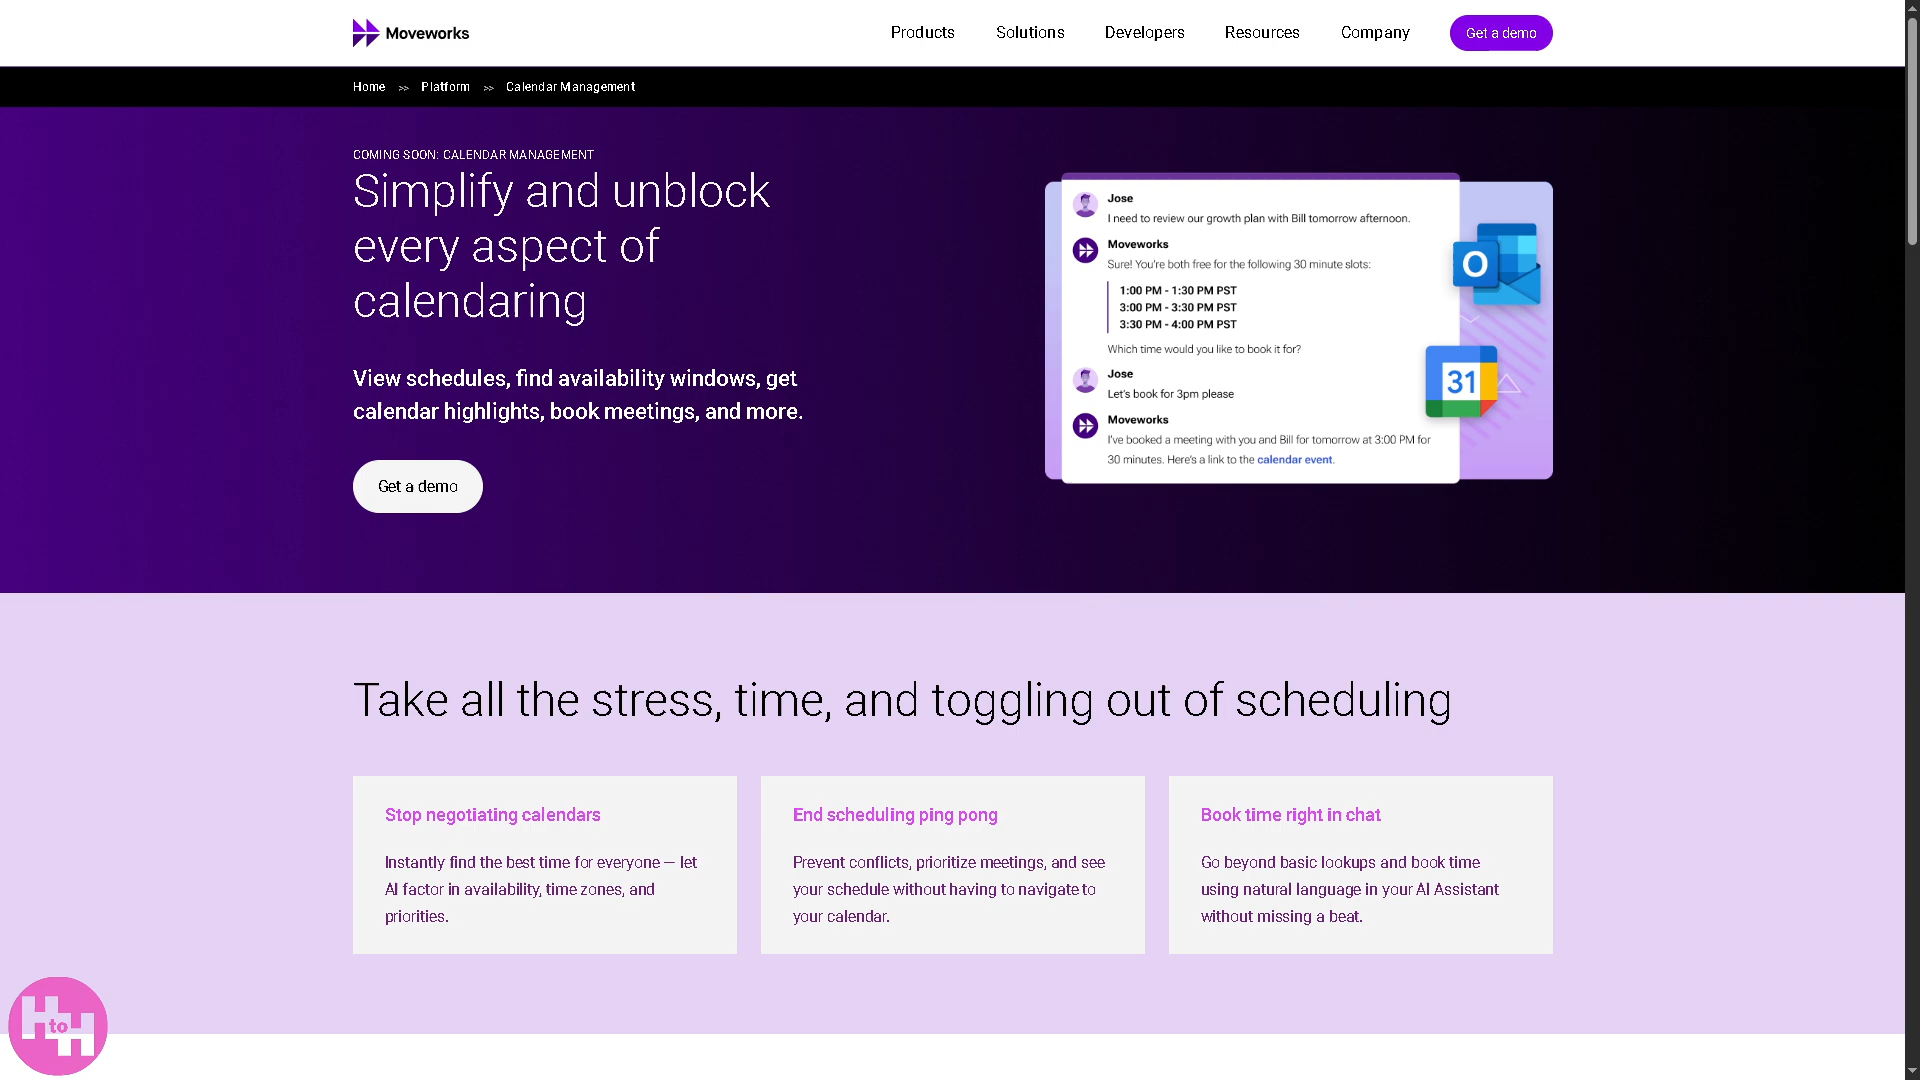 Moveworks
Products
Solutions
Developers
Resources
Company
Get a demo
Home >> Platform >> Calendar Management
COMING SOON: CALENDAR MANAGEMENT
Simplify and unblock
every aspect of
calendaring
View schedules, find availability windows, get
calendar highlights, book meetings, and more.
Get a demo
Jose
I need to review our growth plan with Bill tomorrow afternoon.
Moveworks
Sure! You're both free for the following 30 minute slots:
1:00 PM - 1:30 PM PST
3:00 PM - 3:30 PM PST
3:30 PM - 4:00 PM PST
Which time would you like to book it for?
Jose
Let's book for 3pm please
Moveworks
I've booked a meeting with you and Bill for tomorrow at 3:00 PM for
30 minutes. Here's a link to the calendar event.
O
31
Take all the stress, time, and toggling out of scheduling
Stop negotiating calendars
Instantly find the best time for everyone — let
AI factor in availability, time zones, and
priorities.
End scheduling ping pong
Prevent conflicts, prioritize meetings, and see
your schedule without having to navigate to
your calendar.
Book time right in chat
Go beyond basic lookups and book time
using natural language in your AI Assistant
without missing a beat.
H to H